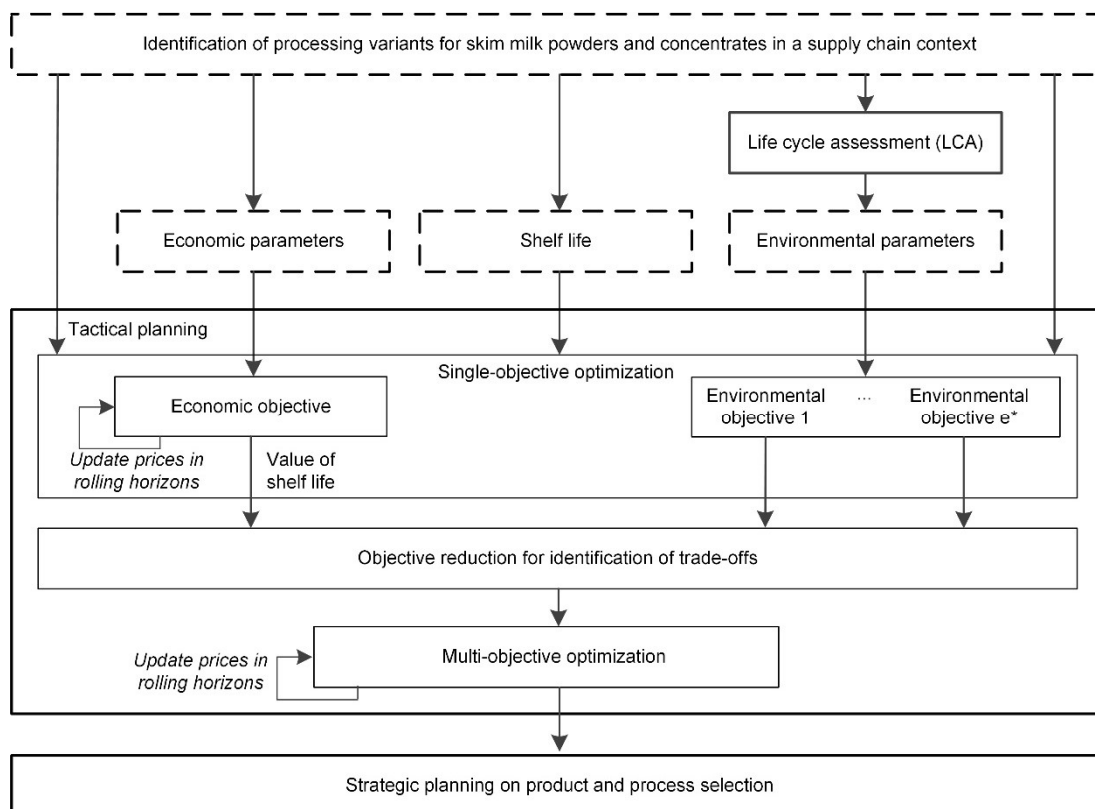 Identification of processing variants for skim milk powders and concentrates in a supply chain context
Life cycle assessment (LCA)
Economic parameters
Shelf life
Environmental parameters
Tactical planning
Single-objective optimization
Economic objective
Environmental
objective 1
...
Environmental
objective e*
Update prices in
rolling horizons
Value of
shelf life
Objective reduction for identification of trade-offs
Update prices in
rolling horizons
Multi-objective optimization
Strategic planning on product and process selection